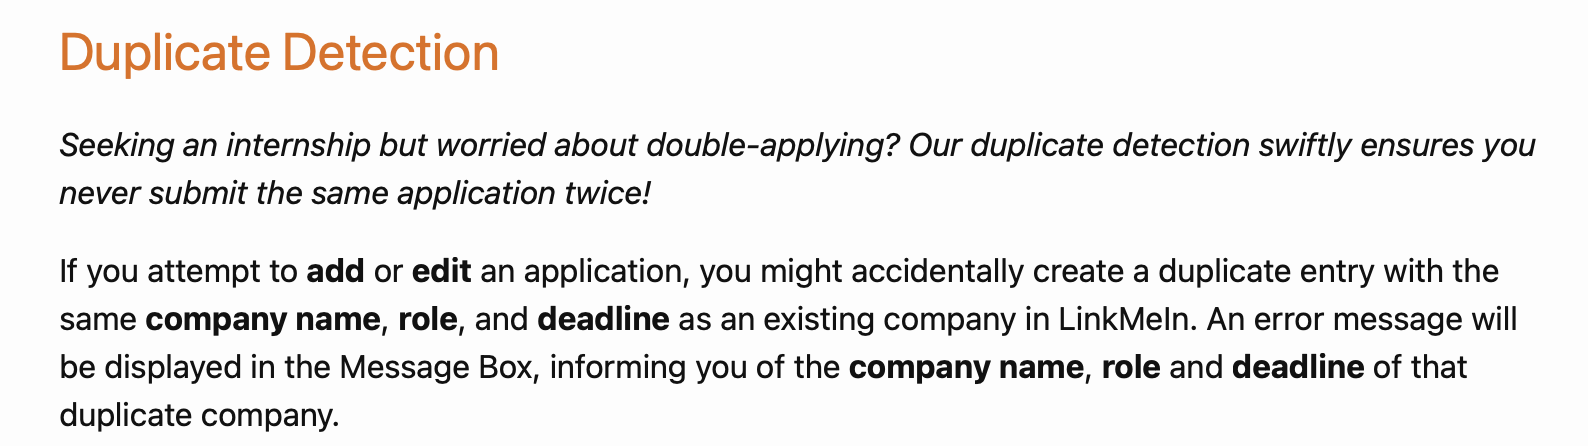 Duplicate Detection
Seeking an internship but worried about double-applying? Our duplicate detection swiftly ensures you
never submit the same application twice!
If you attempt to add or edit an application, you might accidentally create a duplicate entry with the
same company name, role, and deadline as an existing company in LinkMeIn. An error message will
be displayed in the Message Box, informing you of the company name, role and deadline of that
duplicate company.